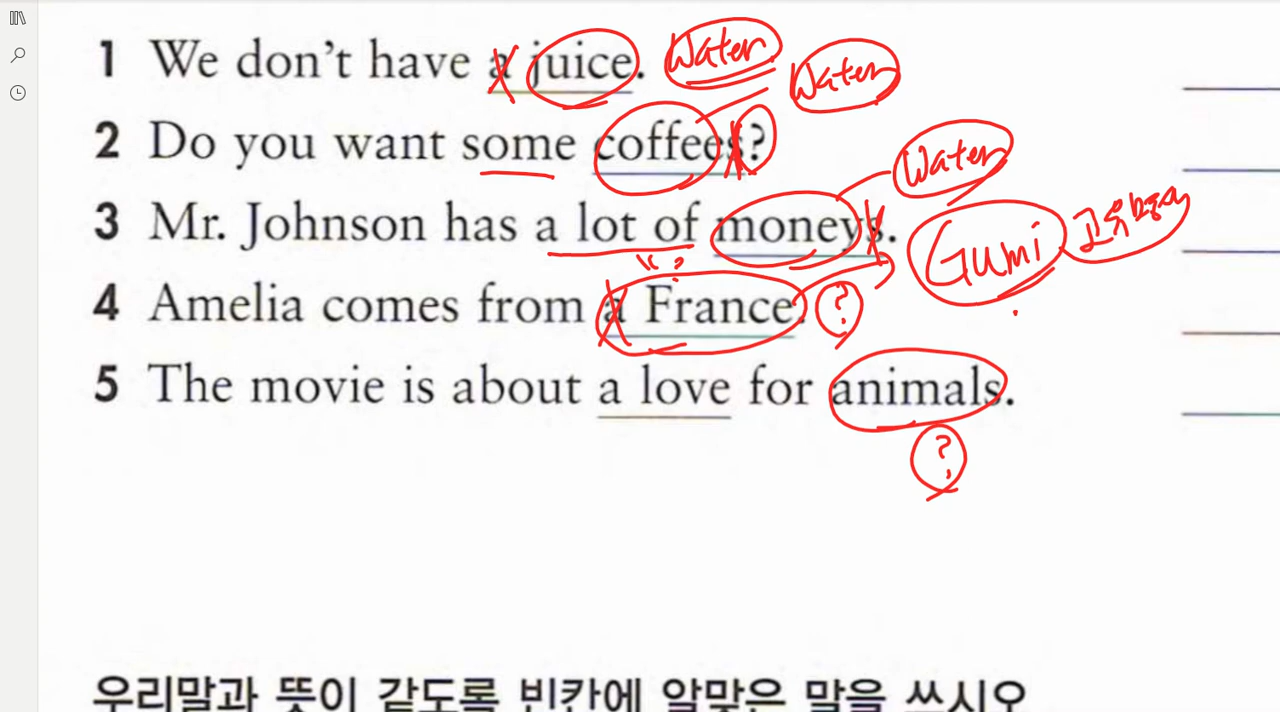 1 We don't have a juice. Water
Water
2 Do you want some coffees?
Water
3 Mr. Johnson has a lot of moneys. Gumi 고유명사
?
4 Amelia comes from a France. ?
5 The movie is about a love for animals.
?
우리말과 뜻이 같도록 빈칸에 알맞은 말을 쓰시오